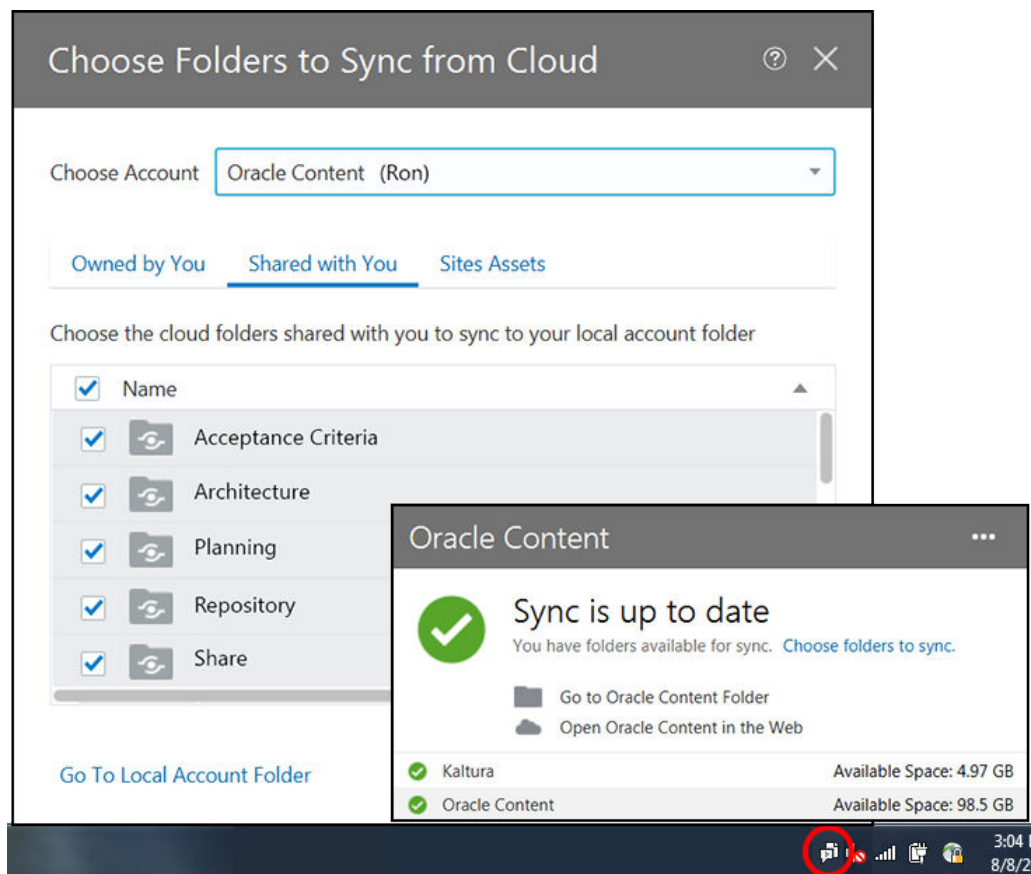 Choose Folders to Sync from Cloud
Choose Account Oracle Content (Ron)
Owned by You Shared with You Sites Assets
Choose the cloud folders shared with you to sync to your local account folder
Name
Acceptance Criteria
Architecture
Planning
Repository
Share
Go To Local Account Folder
Oracle Content
Sync is up to date
You have folders available for sync. Choose folders to sync.
Go to Oracle Content Folder
Open Oracle Content in the Web
Kaltura Available Space: 4.97 GB
Oracle Content Available Space: 98.5 GB
3:04
8/8/2